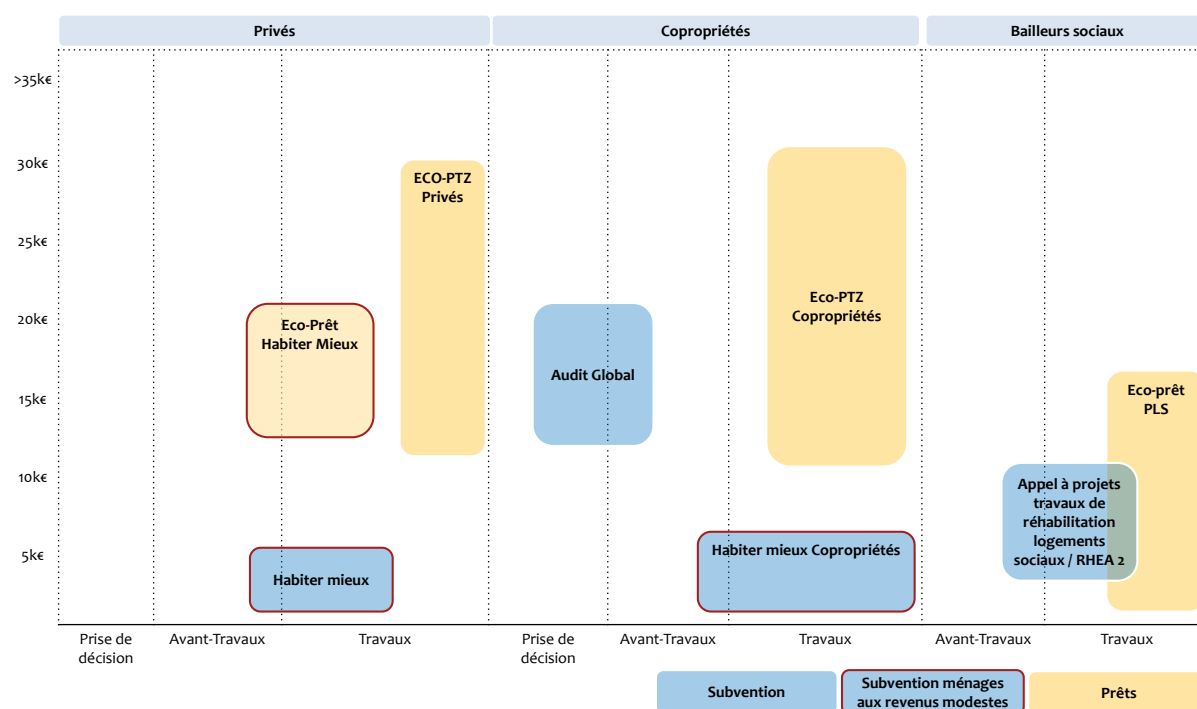 Privés
Copropriétés
Bailleurs sociaux
>35k€
30k€
25k€
20k€
15k€
10k€
5k€
ECO-PTZ
Privés
Eco-Prêt
Habiter Mieux
Habiter mieux
Audit Global
Eco-PTZ
Copropriétés
Habiter mieux Copropriétés
Eco-prêt
PLS
Appel à projets
travaux de
réhabilitation
logements
sociaux / RHEA 2
Prise de
décision
Avant-Travaux
Travaux
Prise de
décision
Avant-Travaux
Travaux
Avant-Travaux
Travaux
Subvention
Subvention ménages
aux revenus modestes
Prêts